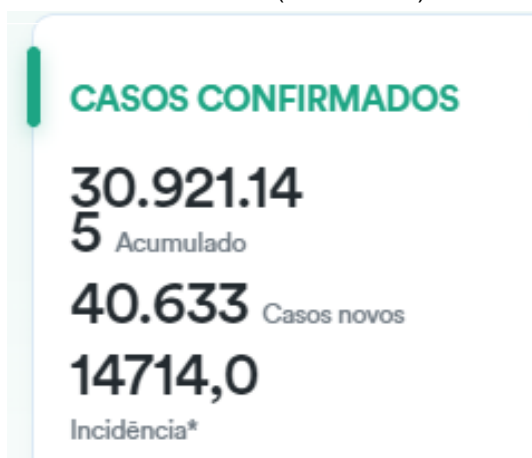 CASOS CONFIRMADOS
30.921.14
5 Acumulado
40.633 Casos novos
14714,0
Incidência*